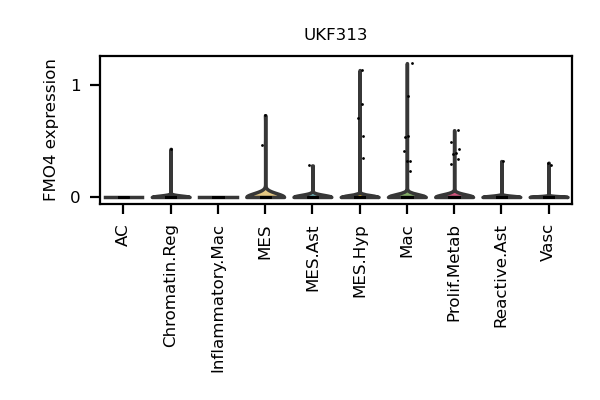 UKF313
FMO4 expression
1
0
AC
Chromatin.Reg
Inflammatory.Mac
MES
MES.Ast
MES.Hyp
Mac
Prolif.Metab
Reactive.Ast
Vasc